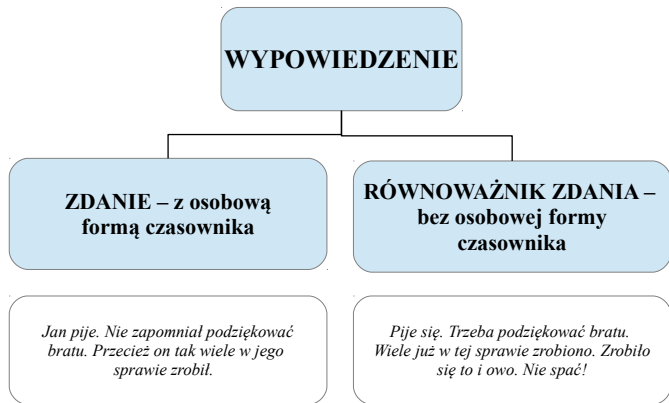 WYPOWIEDZENIE
ZDANIE – z osobową
formą czasownika
RÓWNOWAŻNIK ZDANIA –
bez osobowej formy
czasownika
Jan pije. Nie zapomniał podziękować
bratu. Przecież on tak wiele w jego
sprawie zrobił.
Pije się. Trzeba podziękować bratu.
Wiele już w tej sprawie zrobiono. Zrobiło
się to i owo. Nie spać!